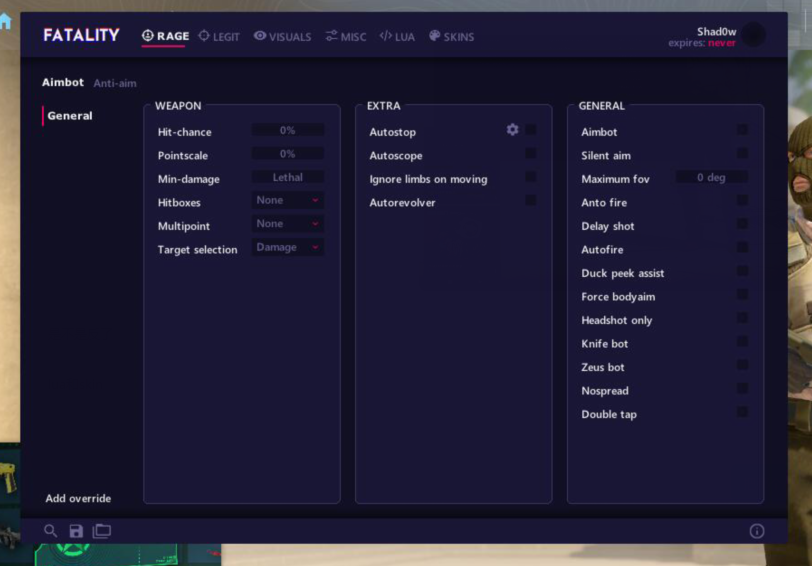 FATALITY RAGE LEGIT VISUALS MISC LUA SKINS
Shad0w
expires: never
Aimbot Anti-aim
General
WEAPON
Hit-chance 0%
Pointscale 0%
Min-damage Lethal
Hitboxes None
Multipoint None
Target selection Damage
EXTRA
Autostop
Autoscope
Ignore limbs on moving
Autorevolver
GENERAL
Aimbot
Silent aim
Maximum fov 0 deg
Anto fire
Delay shot
Autofire
Duck peek assist
Force bodyaim
Headshot only
Knife bot
Zeus bot
Nospread
Double tap
Add override